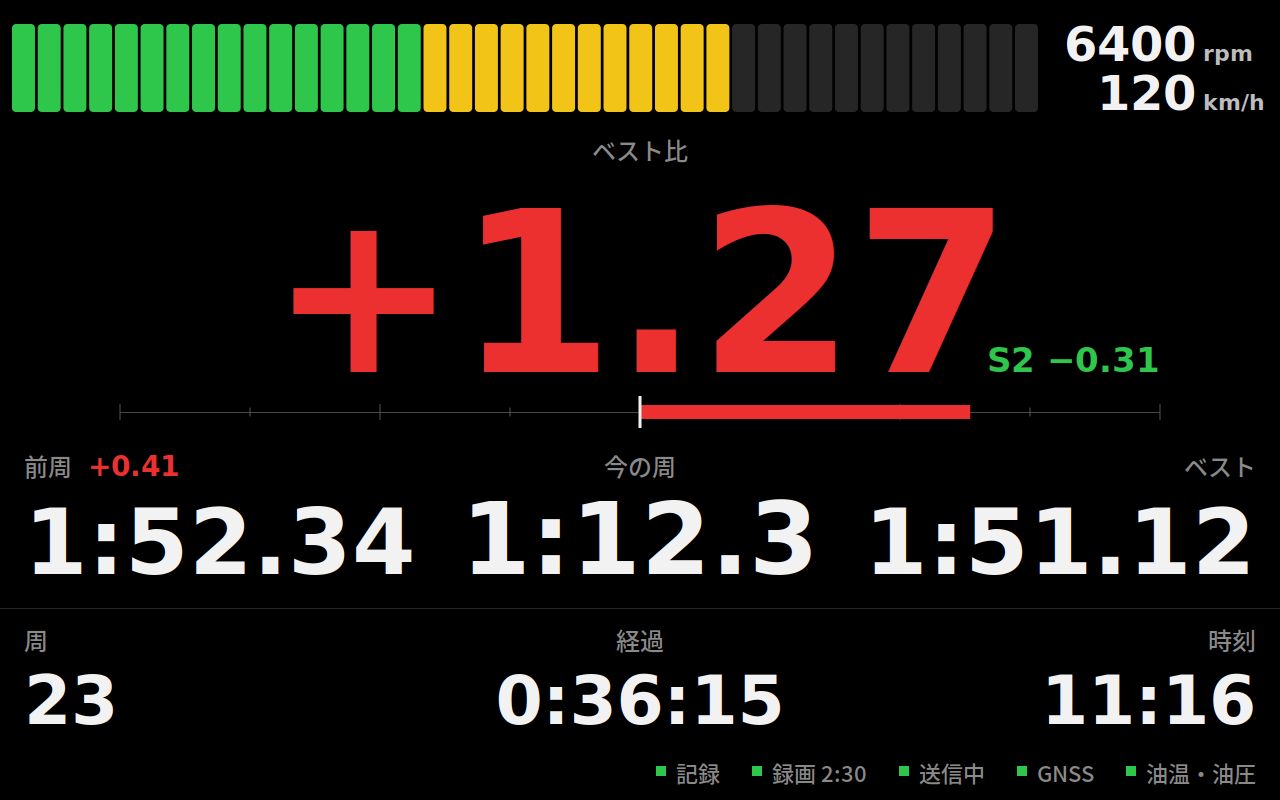 6400 rpm
120 km/h
ベスト比
+1.27
S2 −0.31
前周 +0.41
今の周
ベスト
1:52.34
1:12.3
1:51.12
周
経過
時刻
23
0:36:15
11:16
記録 録画 2:30 送信中 GNSS 油温・油圧